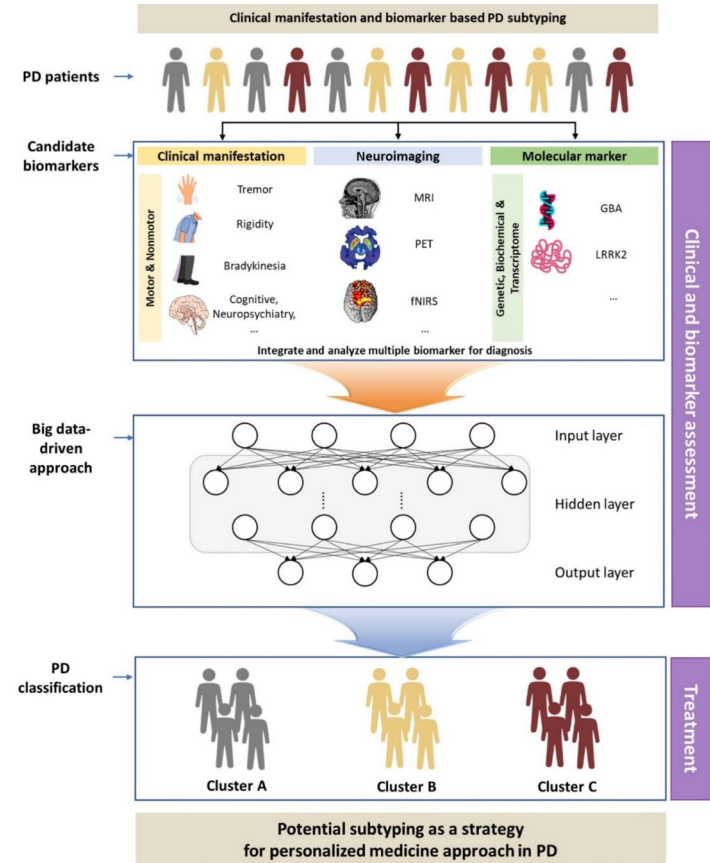 Clinical manifestation and biomarker based PD subtyping
PD patients
Candidate
biomarkers
Clinical manifestation
Neuroimaging
Molecular marker
Motor & Nonmotor
Tremor
Rigidity
Bradykinesia
Cognitive,
Neuropsychiatry,
...
MRI
PET
fNIRS
...
Genetic, Biochemical &
Transcriptome
GBA
LRRK2
...
Integrate and analyze multiple biomarker for diagnosis
Clinical and biomarker assessment
Big data-
driven
approach
Input layer
Hidden layer
Output layer
PD
classification
Cluster A
Cluster B
Cluster C
Treatment
Potential subtyping as a strategy
for personalized medicine approach in PD